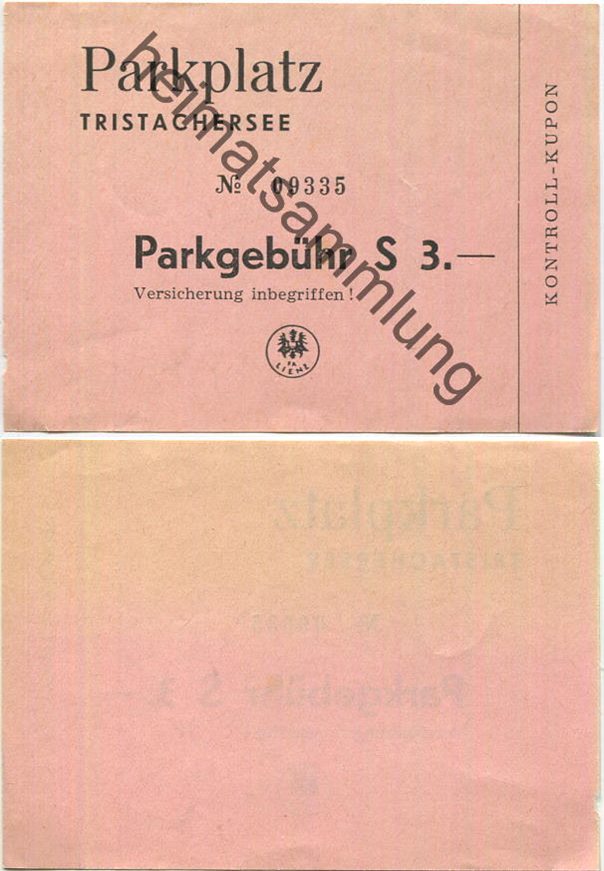 Parkplatz
TRISTACHERSEE
№ 09335
Parkgebühr S 3.—
Versicherung inbegriffen!
LIENZ
KONTROLL-KUPON
heimatsammlung